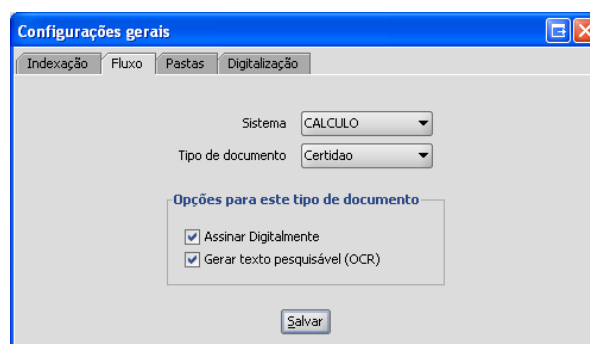 Configurações gerais
Indexação Fluxo Pastas Digitalização
Sistema CALCULO
Tipo de documento Certidao
Opções para este tipo de documento
Assinar Digitalmente
Gerar texto pesquisável (OCR)
Salvar